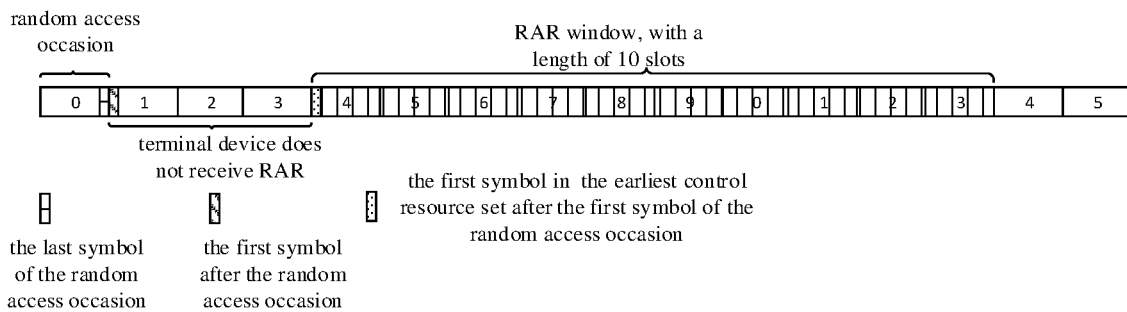 random access
occasion
RAR window, with a
length of 10 slots
0 1 2 3 4 5 6 7 8 9 0 1 2 3 4 5
terminal device does
not receive RAR
the last symbol
of the random
access occasion
the first symbol
after the random
access occasion
the first symbol in the earliest control
resource set after the first symbol of the
random access occasion